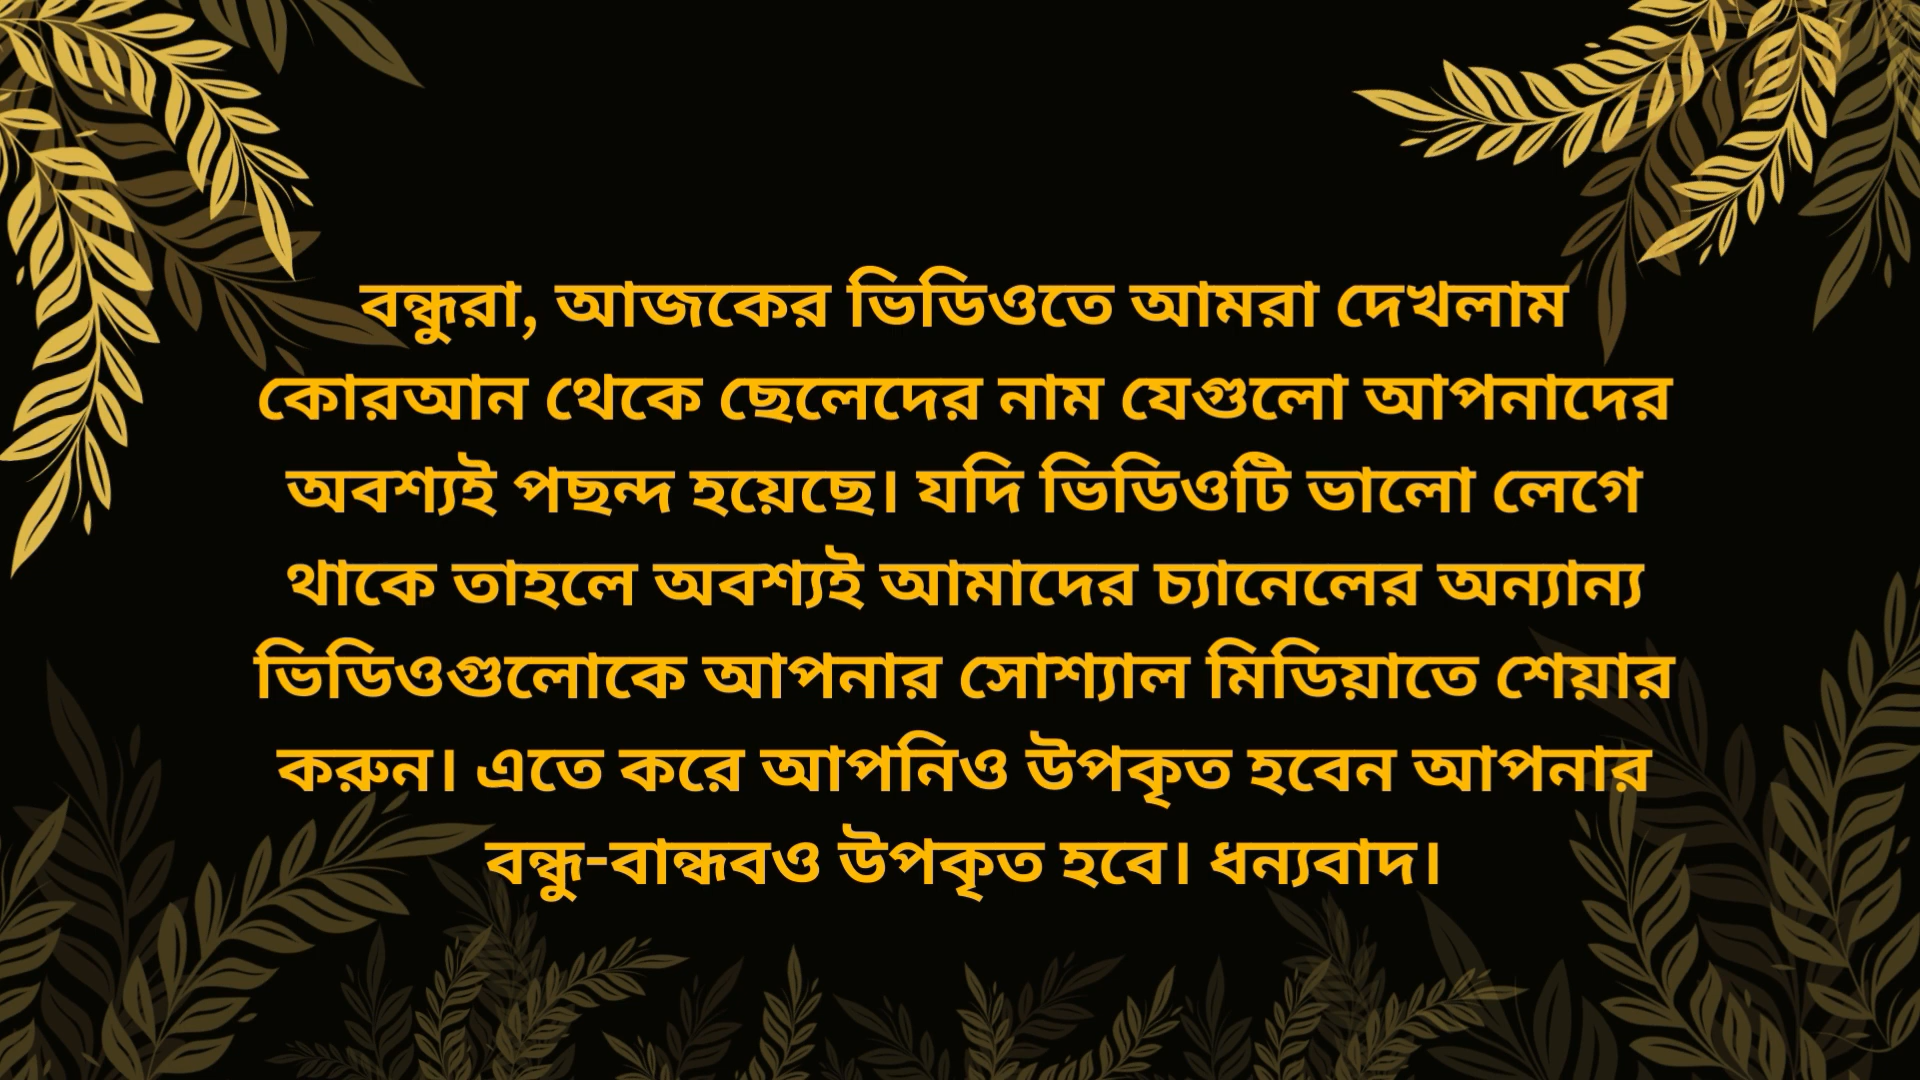 বন্ধুরা, আজকের ভিডিওতে আমরা দেখলাম
কোরআন থেকে ছেলেদের নাম যেগুলো আপনাদের
অবশ্যই পছন্দ হয়েছে। যদি ভিডিওটি ভালো লেগে
থাকে তাহলে অবশ্যই আমাদের চ্যানেলের অন্যান্য
ভিডিওগুলোকে আপনার সোশ্যাল মিডিয়াতে শেয়ার
করুন। এতে করে আপনিও উপকৃত হবেন আপনার
বন্ধু-বান্ধবও উপকৃত হবে। ধন্যবাদ।